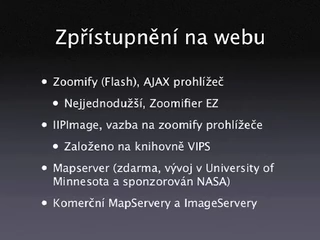 Zpřístupnění na webu
• Zoomify (Flash), AJAX prohlížeč
• Nejjednodužší, Zoomifier EZ
• IIPImage, vazba na zoomify prohlížeče
• Založeno na knihovně VIPS
• Mapserver (zdarma, vývoj v University of
Minnesota a sponzorován NASA)
• Komerční MapServery a ImageServery